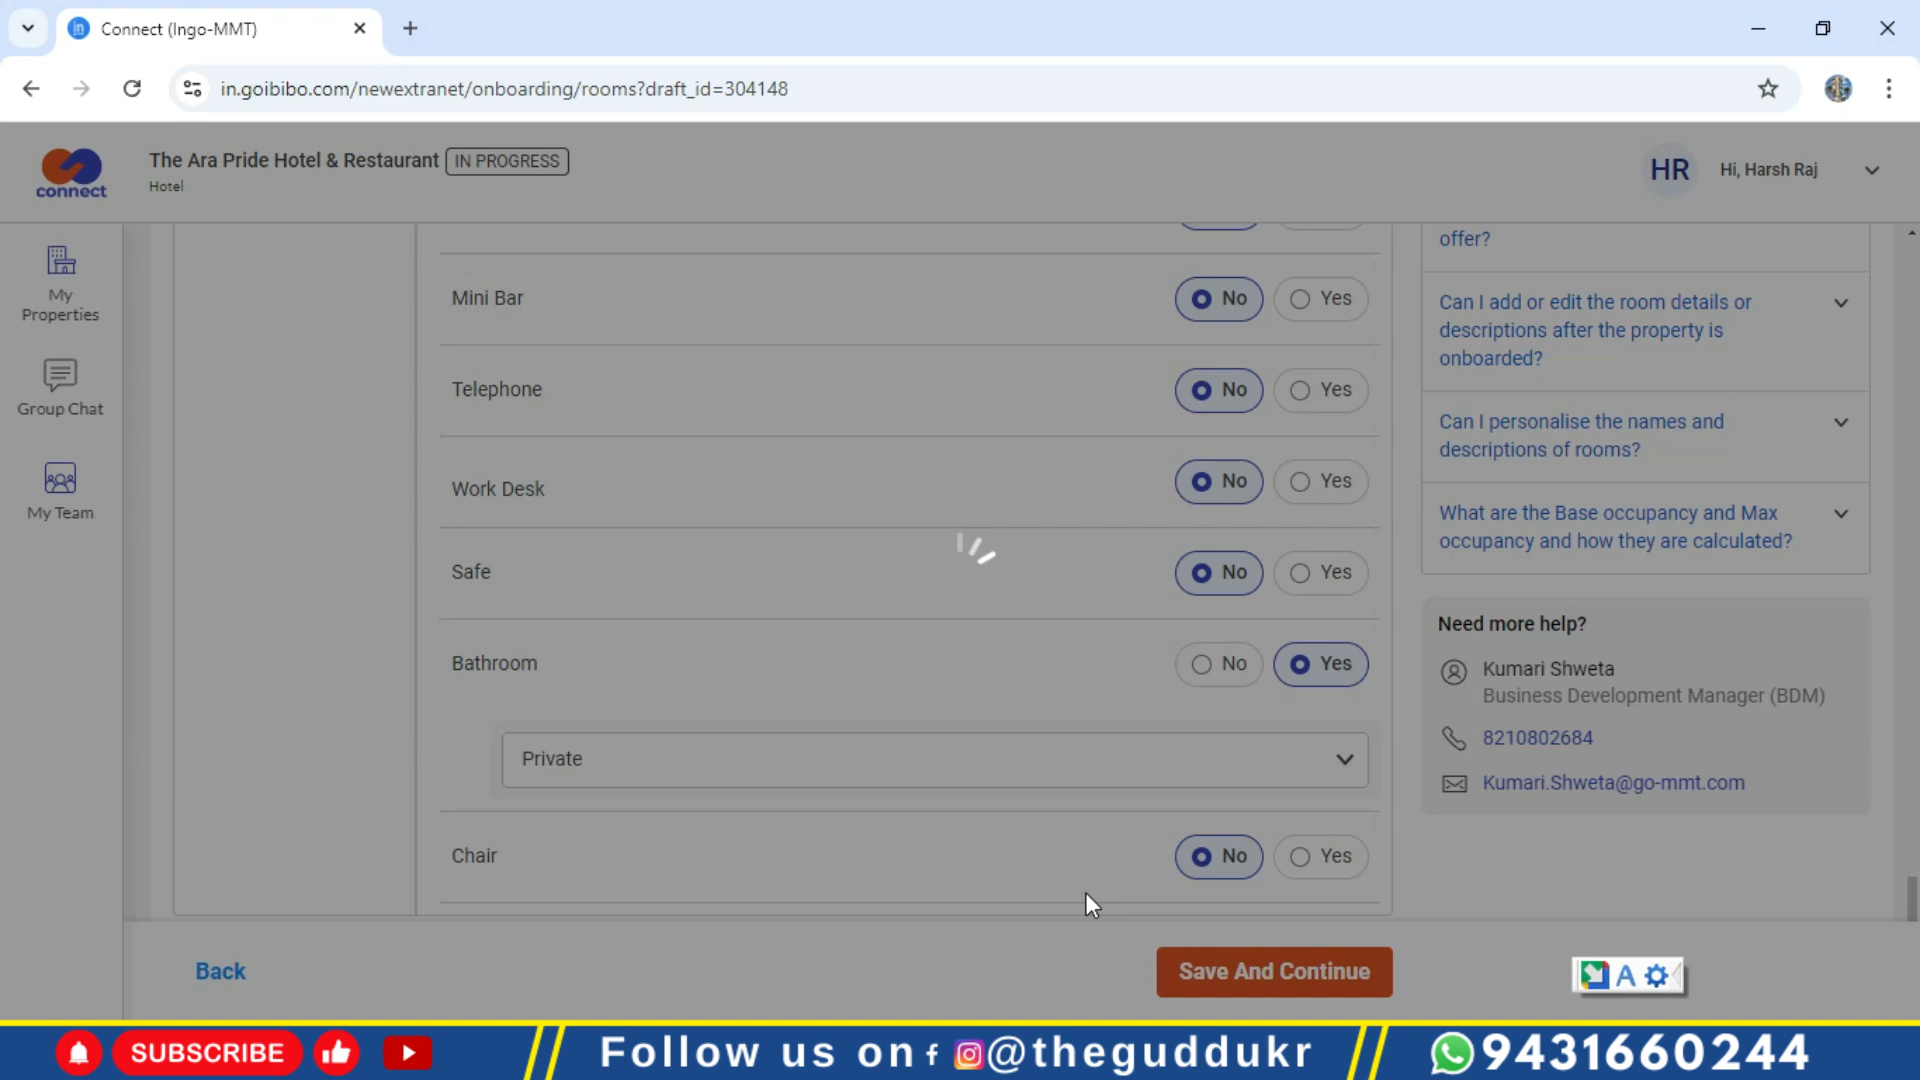 Connect (Ingo-MMT)
in.goibibo.com/newextranet/onboarding/rooms?draft_id=304148
connect
The Ara Pride Hotel & Restaurant IN PROGRESS
Hotel
HR Hi, Harsh Raj
My Properties
Group Chat
My Team
Mini Bar No Yes
Telephone No Yes
Work Desk No Yes
Safe No Yes
Bathroom No Yes
Private
Chair No Yes
offer?
Can I add or edit the room details or
descriptions after the property is
onboarded?
Can I personalise the names and
descriptions of rooms?
What are the Base occupancy and Max
occupancy and how they are calculated?
Need more help?
Kumari Shweta
Business Development Manager (BDM)
8210802684
Kumari.Shweta@go-mmt.com
Back
Save And Continue
A
SUBSCRIBE
Follow us on f @theguddukr
9431660244